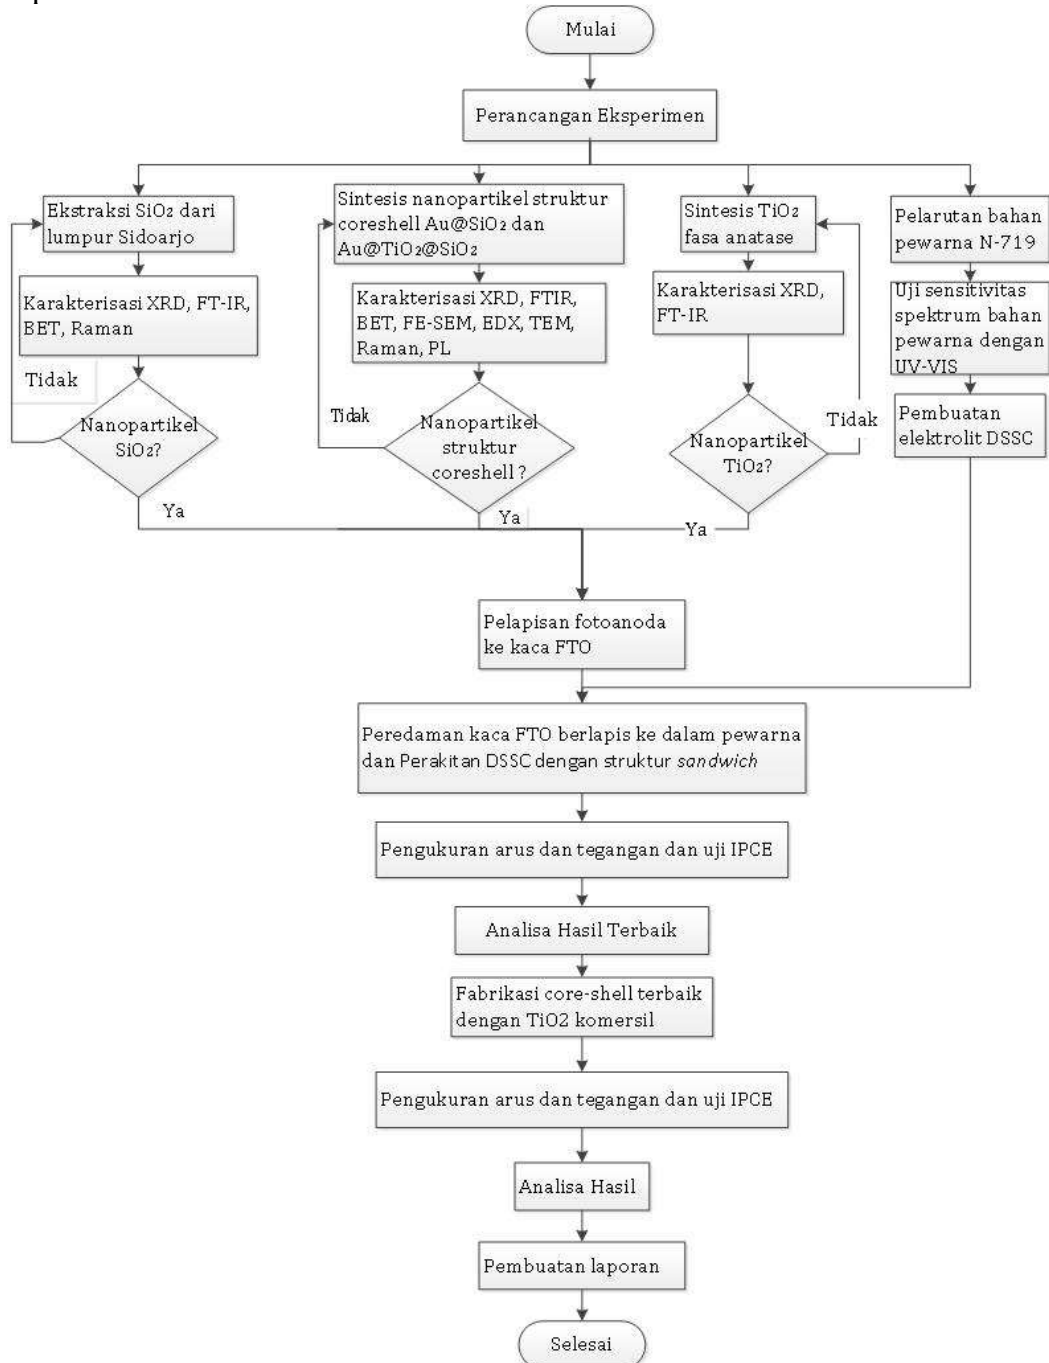 Mulai
Perancangan Eksperimen
Ekstraksi SiO₂ dari
lumpur Sidoarjo
Karakterisasi XRD, FT-IR,
BET, Raman
Tidak
Nanopartikel
SiO₂?
Ya
Sintesis nanopartikel struktur
coreshell Au@SiO₂ dan
Au@TiO₂@SiO₂
Karakterisasi XRD, FTIR,
BET, FE-SEM, EDX, TEM,
Raman, PL
Tidak
Nanopartikel
struktur
coreshell ?
Ya
Sintesis TiO₂
fasa anatase
Karakterisasi XRD,
FT-IR
Tidak
Nanopartikel
TiO₂?
Ya
Pelarutan bahan
pewarna N-719
Uji sensitivitas
spektrum bahan
pewarna dengan
UV-VIS
Pembuatan
elektrolit DSSC
Pelapisan fotoanoda
ke kaca FTO
Peredaman kaca FTO berlapis ke dalam pewarna
dan Perakitan DSSC dengan struktur sandwich
Pengukuran arus dan tegangan dan uji IPCE
Analisa Hasil Terbaik
Fabrikasi core-shell terbaik
dengan TiO2 komersil
Pengukuran arus dan tegangan dan uji IPCE
Analisa Hasil
Pembuatan laporan
Selesai